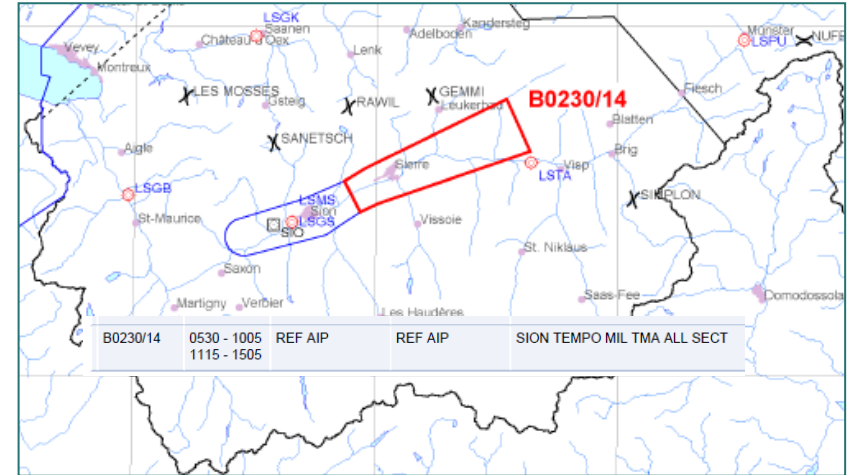 LSGK
Saanen
Château-d'Oex
Kandersteg
Adelboden
Münster
LSPU
NUFE
Vevey
Montreux
Lenk
LES MOSSES
Gsteig
RAWIL
GEMMI
Leukerbad
B0230/14
Fiesch
Blatten
SANETSCH
Aigle
Sierre
Brig
Visp
LSTA
LSGB
LSMS
Sion
LSGS
SIO
SIMPLON
St-Maurice
Vissoie
St. Niklaus
Saxon
Saas-Fee
Domodossola
Martigny
Verbier
Les Haudères
B0230/14 0530 - 1005 REF AIP REF AIP SION TEMPO MIL TMA ALL SECT
1115 - 1505